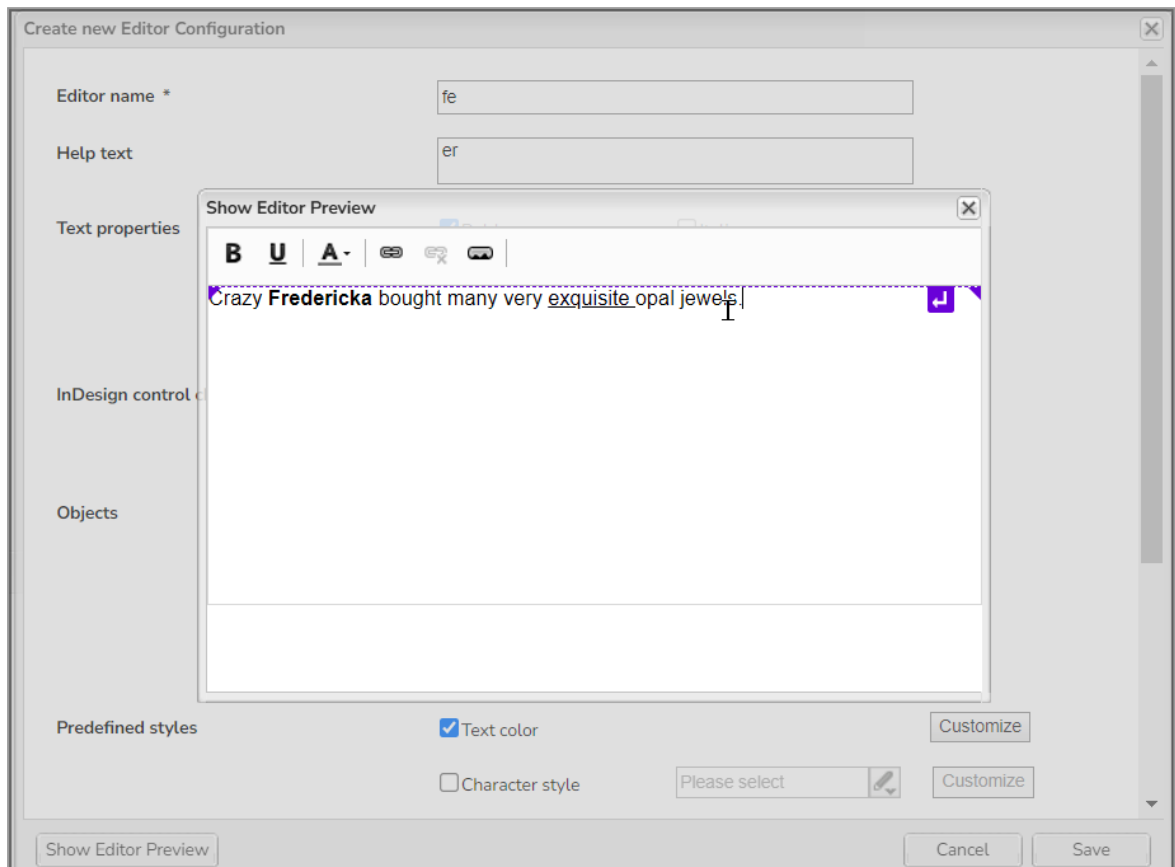 Create new Editor Configuration
Editor name *
fe
Help text
er
Show Editor Preview
Text properties
B U A
Crazy Fredericka bought many very exquisite opal jewels.
InDesign control
Objects
Predefined styles
Text color
Customize
Character style
Please select
Customize
Show Editor Preview
Cancel
Save